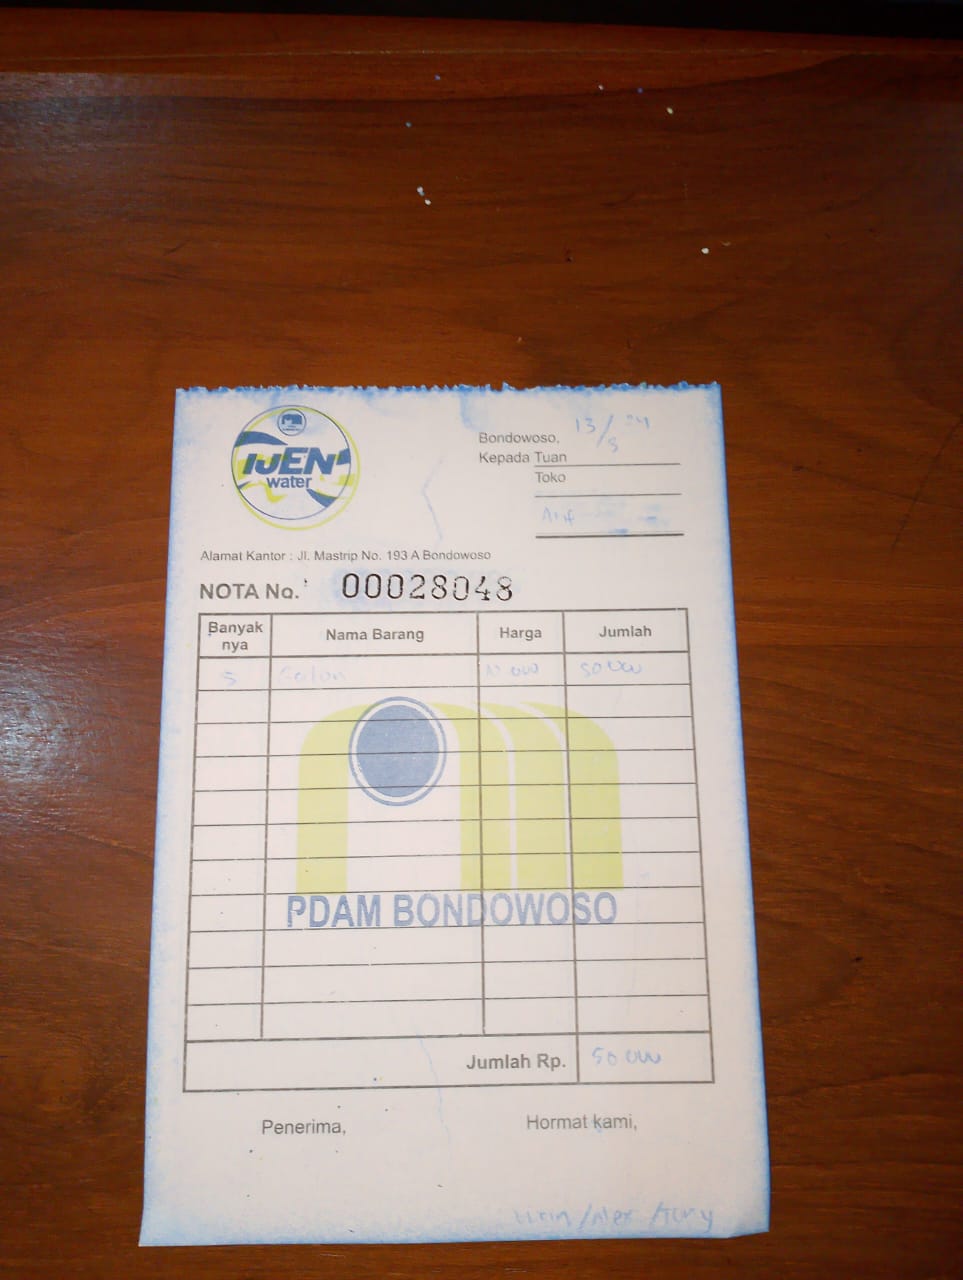 IJEN
water
Bondowoso, 13/5 24
Kepada Tuan
Toko
Alamat Kantor : Jl. Mastrip No. 193 A Bondowoso
NOTA No. 00028048
Banyak nya Nama Barang Harga Jumlah
5 Galon 10.000 50.000
PDAM BONDOWOSO
Jumlah Rp. 50.000
Penerima, Hormat kami,
/Alex